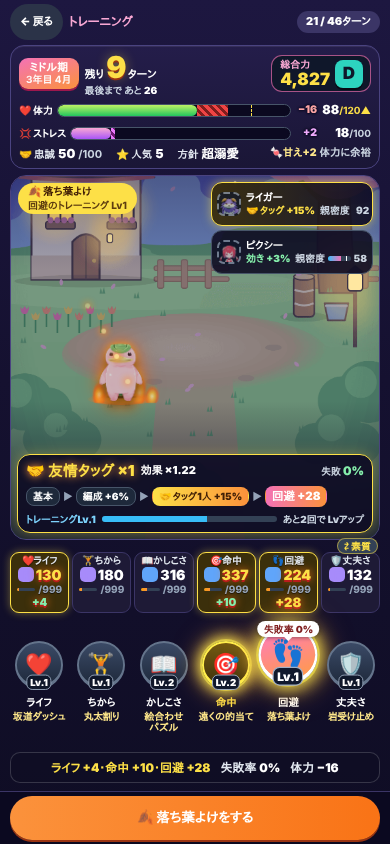 ← 戻る
トレーニング
21 / 46ターン
ミドル期
3年目 4月
残り 9 ターン
最後まで あと 26
総合力
4,827 D
体力 −16 88/120▲
ストレス +2 18/100
忠誠 50 /100 人気 5 方針 超溺愛 甘え+2 体力に余裕
落ち葉よけ
回避のトレーニング Lv1
ライガー
タッグ +15% 親密度 92
ピクシー
効き +3% 親密度 58
友情タッグ ×1 効果 ×1.22 失敗 0%
基本 ▶ 編成 +6% ▶ タッグ1人 +15% ▶ 回避 +28
トレーニングLv.1 あと2回で Lvアップ
素質
ライフ ちから かしこさ 命中 回避 丈夫さ
130 180 316 337 224 132
/999 /999 /999 /999 /999 /999
+4 +10 +28
失敗率 0%
Lv.1 Lv.1 Lv.2 Lv.2 Lv.1 Lv.1
ライフ ちから かしこさ 命中 回避 丈夫さ
坂道ダッシュ 丸太割り 絵合わせ 遠くの的当て 落ち葉よけ 岩受け止め
パズル
ライフ +4·命中 +10·回避 +28 失敗率 0% 体力 −16
落ち葉よけをする